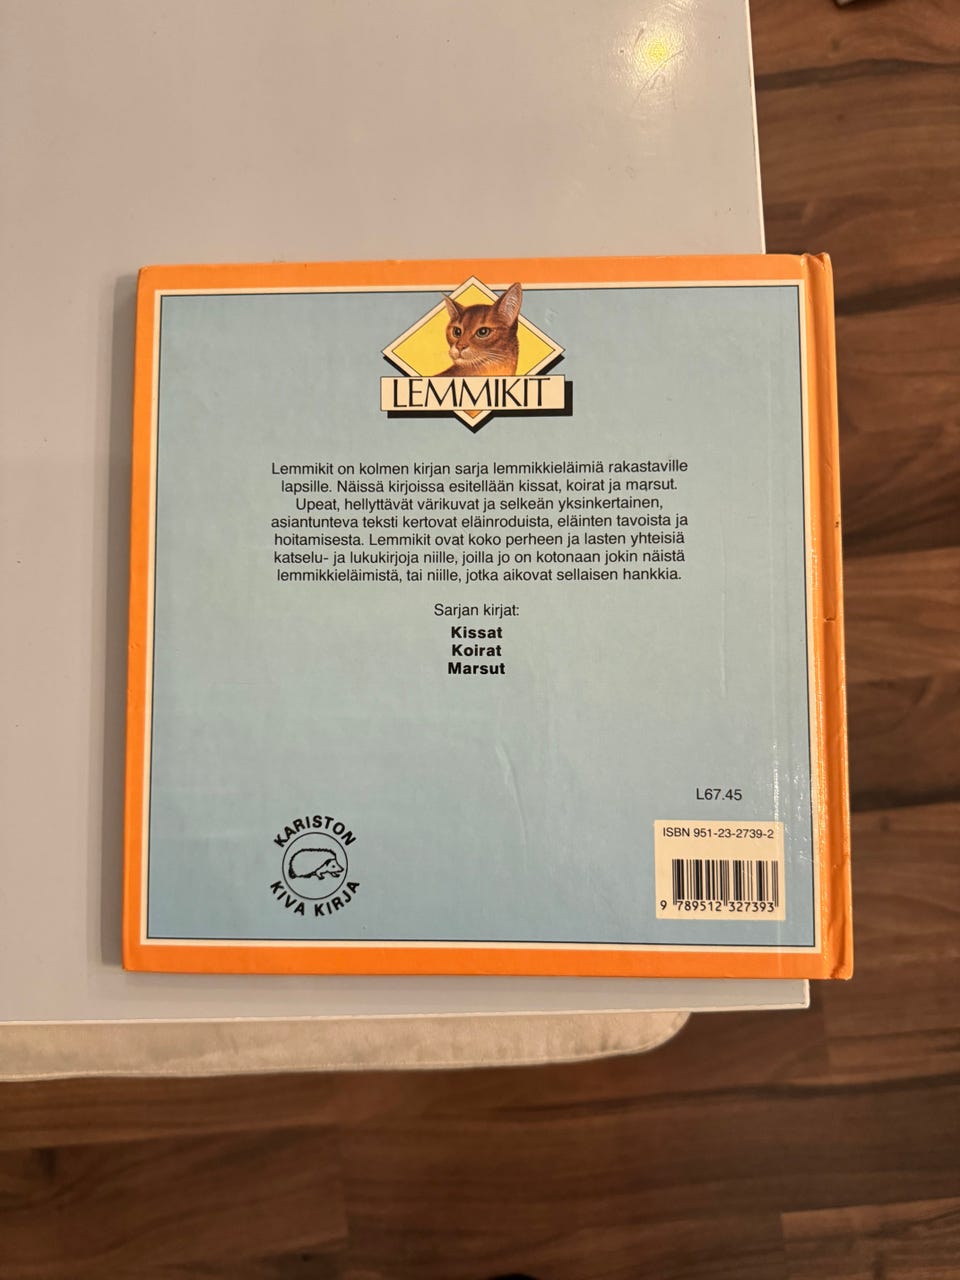 LEMMIKIT
Lemmikit on kolmen kirjan sarja lemmikkieläimiä rakastaville
lapsille. Näissä kirjoissa esitellään kissat, koirat ja marsut.
Upeat, hellyttävät värikuvat ja selkeän yksinkertainen,
asiantunteva teksti kertovat eläinroduista, eläinten tavoista ja
hoitamisesta. Lemmikit ovat koko perheen ja lasten yhteisiä
katselu- ja lukukirjoja niille, joilla jo on kotonaan jokin näistä
lemmikkieläimistä, tai niille, jotka aikovat sellaisen hankkia.
Sarjan kirjat:
Kissat
Koirat
Marsut
L67.45
KARISTON
KIVA KIRJA
ISBN 951-23-2739-2
9 789512 327393